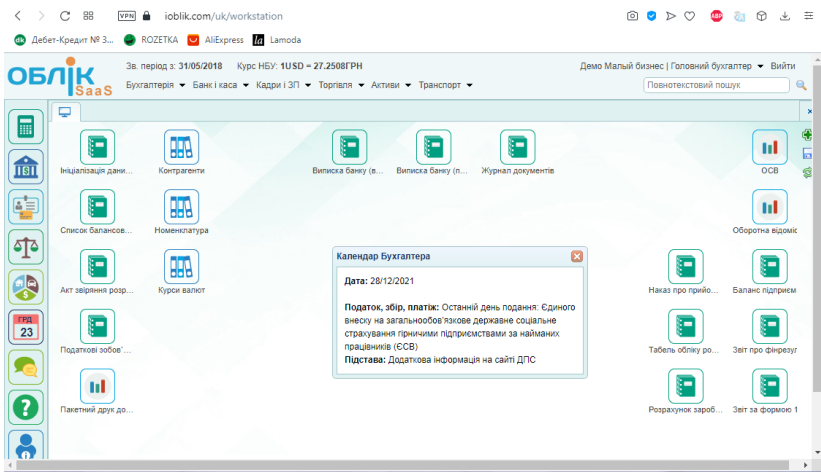 VPN ioblik.com/uk/workstation ABP
dk Дебет-Кредит № 3... ROZETKA AliExpress la Lamoda
ОБЛІК SaaS
Зв. період з: 31/05/2018 Курс НБУ: 1USD = 27.2508ГРН Демо Малый бизнес | Головний бухгалтер Вийти
Бухгалтерія Банк і каса Кадри і ЗП Торгівля Активи Транспорт Повнотекстовий пошук
Ініціалізація дани... Контрагенти Виписка банку (в... Виписка банку (п... Журнал документів ОСВ
Список балансов... Номенклатура Оборотна відоміс
Календар Бухгалтера
Дата: 28/12/2021
Податок, збір, платіж: Останній день подання: Єдиного
внеску на загальнообов'язкове державне соціальне
страхування гірничими підприємствами за найманих
працівників (ЄСВ)
Підстава: Додаткова інформація на сайті ДПС
Акт звіряння розр... Курси валют Наказ про прийо... Баланс підприєм
ГРД
23
Податкові зобов'... Табель обліку ро... Звіт про фінрезул
Пакетний друк до... Розрахунок зароб... Звіт за формою 1